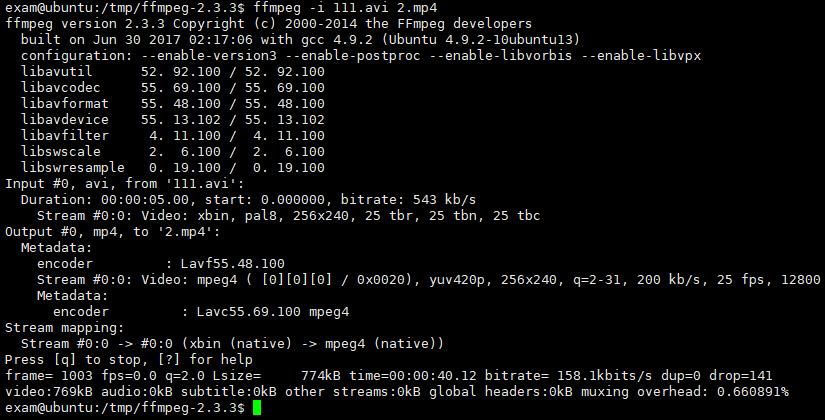 exam@ubuntu:/tmp/ffmpeg-2.3.3$ ffmpeg -i 111.avi 2.mp4
ffmpeg version 2.3.3 Copyright (c) 2000-2014 the FFmpeg developers
  built on Jun 30 2017 02:17:06 with gcc 4.9.2 (Ubuntu 4.9.2-10ubuntu13)
  configuration: --enable-version3 --enable-postproc --enable-libvorbis --enable-libvpx
  libavutil      52. 92.100 / 52. 92.100
  libavcodec     55. 69.100 / 55. 69.100
  libavformat    55. 48.100 / 55. 48.100
  libavdevice    55. 13.102 / 55. 13.102
  libavfilter     4. 11.100 /  4. 11.100
  libswscale      2.  6.100 /  2.  6.100
  libswresample   0. 19.100 /  0. 19.100
Input #0, avi, from '111.avi':
  Duration: 00:00:05.00, start: 0.000000, bitrate: 543 kb/s
    Stream #0:0: Video: xbin, pal8, 256x240, 25 tbr, 25 tbn, 25 tbc
Output #0, mp4, to '2.mp4':
  Metadata:
    encoder         : Lavf55.48.100
    Stream #0:0: Video: mpeg4 ( [0][0][0] / 0x0020), yuv420p, 256x240, q=2-31, 200 kb/s, 25 fps, 12800
    Metadata:
      encoder         : Lavc55.69.100 mpeg4
Stream mapping:
  Stream #0:0 -> #0:0 (xbin (native) -> mpeg4 (native))
Press [q] to stop, [?] for help
frame= 1003 fps=0.0 q=2.0 Lsize=     774kB time=00:00:40.12 bitrate= 158.1kbits/s dup=0 drop=141
video:769kB audio:0kB subtitle:0kB other streams:0kB global headers:0kB muxing overhead: 0.660891%
exam@ubuntu:/tmp/ffmpeg-2.3.3$